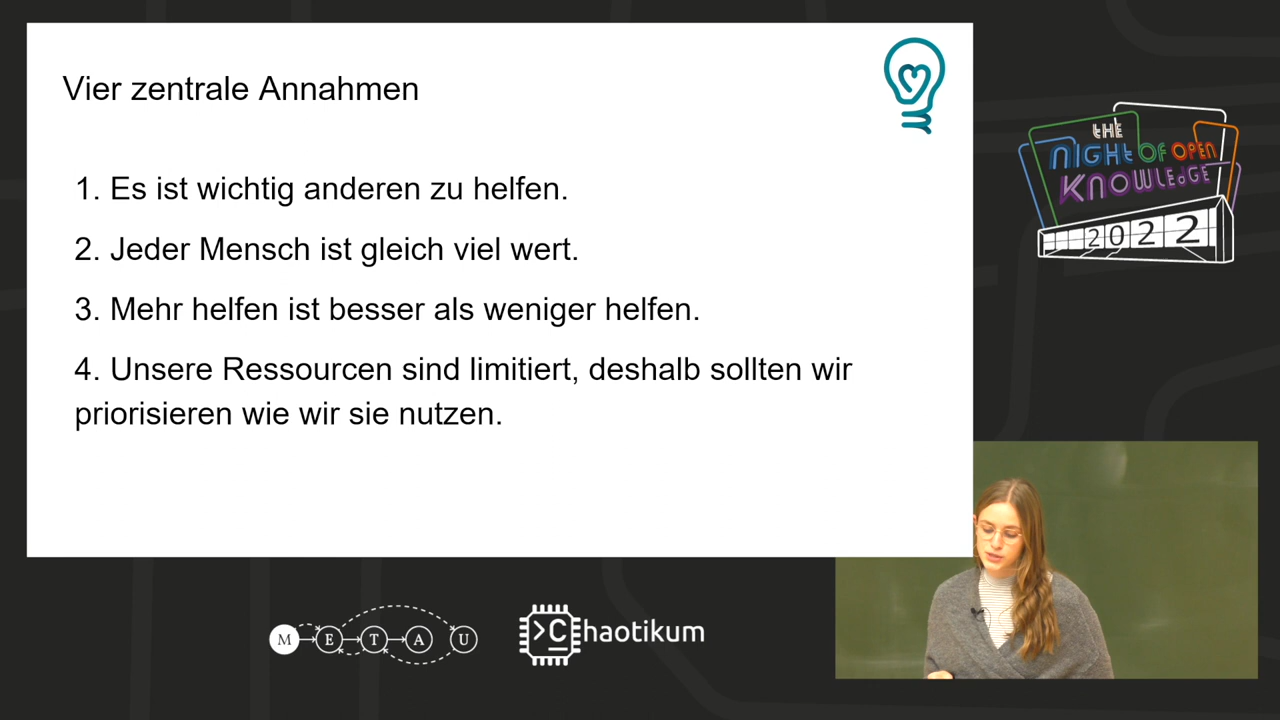 Vier zentrale Annahmen
1. Es ist wichtig anderen zu helfen.
2. Jeder Mensch ist gleich viel wert.
3. Mehr helfen ist besser als weniger helfen.
4. Unsere Ressourcen sind limitiert, deshalb sollten wir
priorisieren wie wir sie nutzen.
THE
NIGHT OF OPEN
KNOWLEdGE
2022
M E T A U
>C haotikum